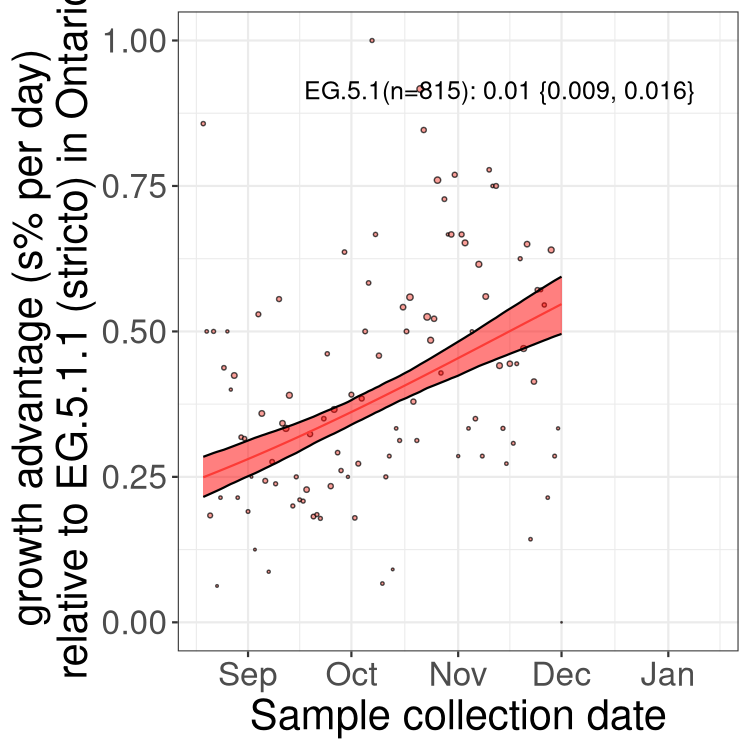 growth advantage (s% per day)
relative to EG.5.1.1 (stricto) in Ontario
1.00
EG.5.1(n=815): 0.01 {0.009, 0.016}
0.75
0.50
0.25
0.00
Sep Oct Nov Dec Jan
Sample collection date